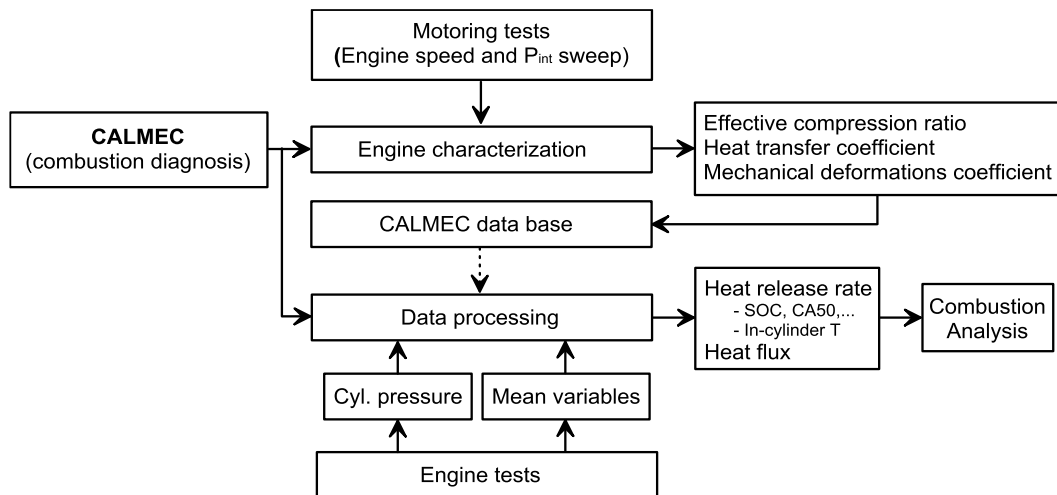 Motoring tests
(Engine speed and Pint sweep)
CALMEC
(combustion diagnosis)
Engine characterization
Effective compression ratio
Heat transfer coefficient
Mechanical deformations coefficient
CALMEC data base
Data processing
Heat release rate
- SOC, CA50,...
- In-cylinder T
Heat flux
Combustion
Analysis
Cyl. pressure
Mean variables
Engine tests